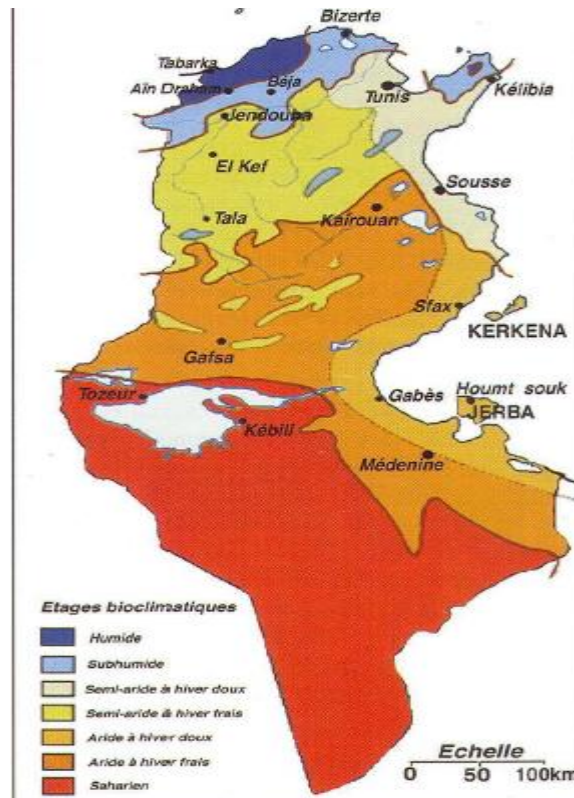 Bizerte
Tabarka
Aïn Draham
Béja
Tunis
Kélibia
Jendouba
El Kef
Sousse
Tala
Kairouan
Sfax
KERKENA
Gafsa
Tozeur
Gabès
Houmt souk
JERBA
Kébili
Médenine
Etages bioclimatiques
Humide
Subhumide
Semi-aride à hiver doux
Semi-aride à hiver frais
Aride à hiver doux
Aride à hiver frais
Saharien
Echelle
0 50 100km